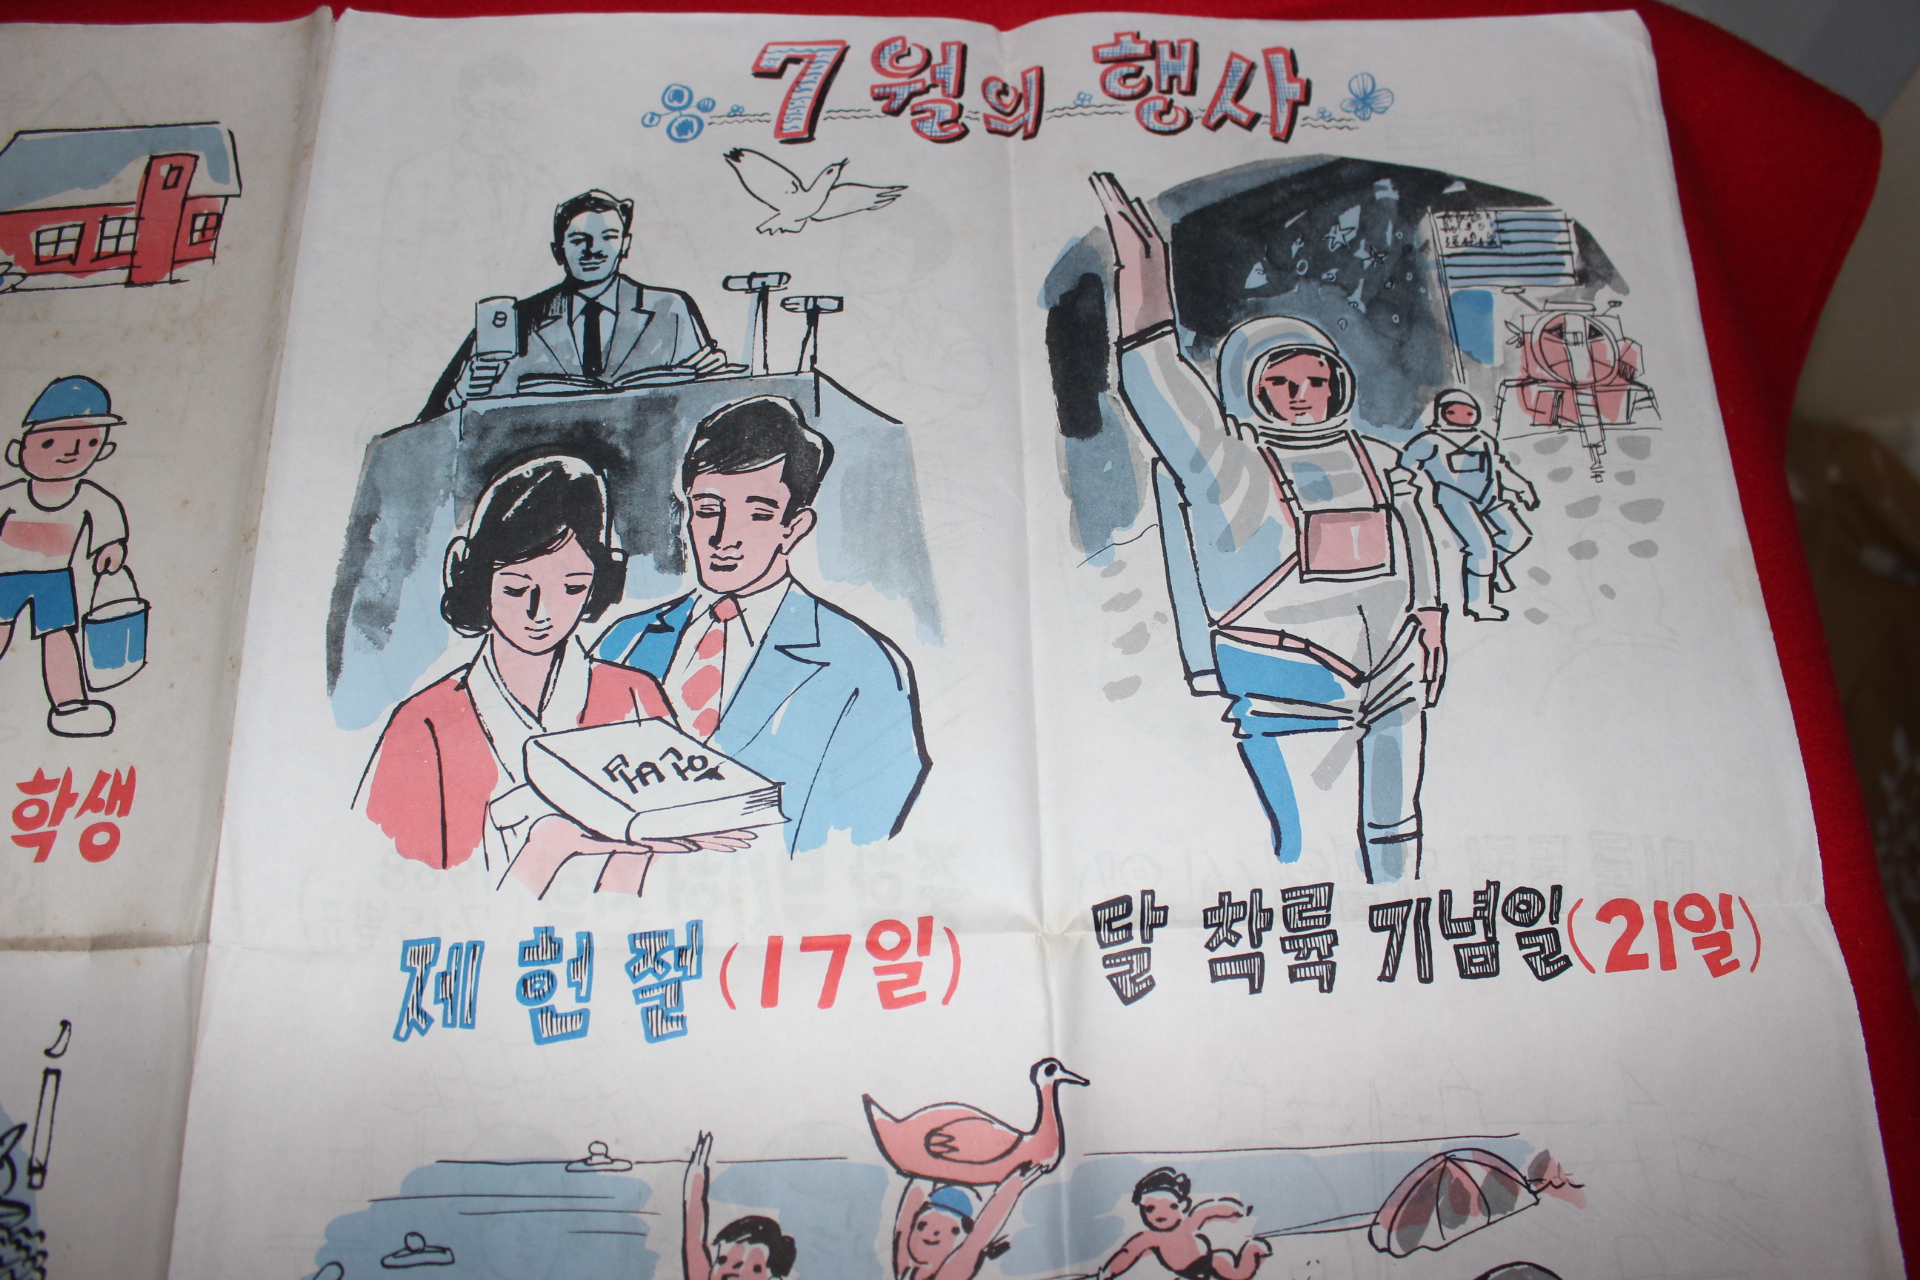 7월의 행사
학생
제헌절(17일)
달 착륙 기념일(21일)